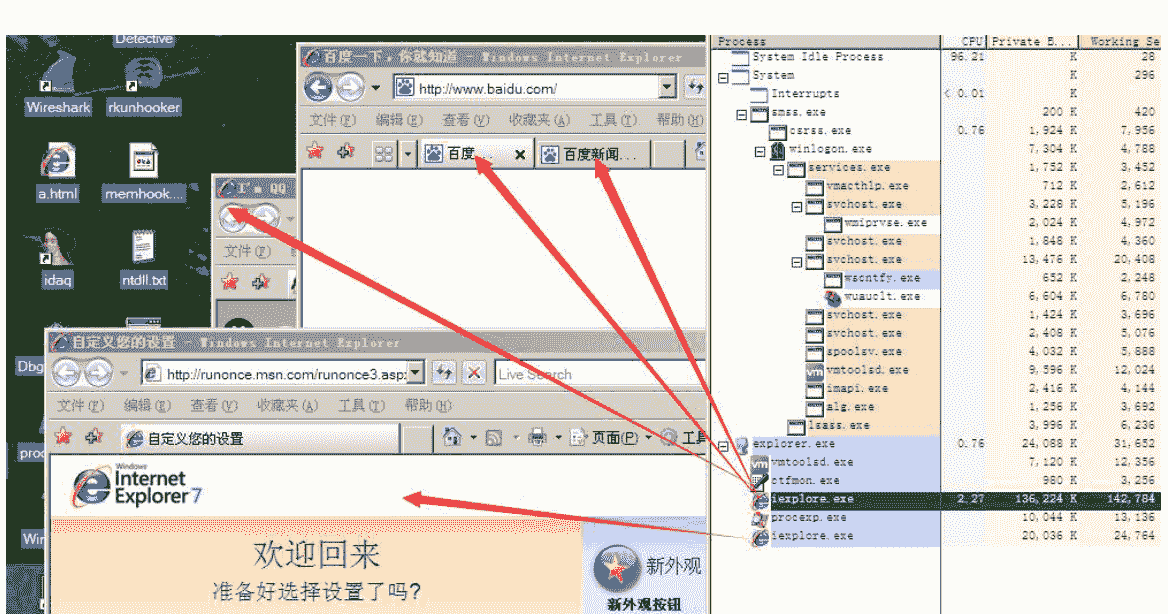 Detective
Wireshark
rkunhooker
a.html
memhook....
idag
ntdll.txt
Dbg
proc
Win
百度一下，你就知道 - Windows Internet Explorer
http://www.baidu.com/
文件(F) 编辑(E) 查看(V) 收藏夹(A) 工具(T) 帮助(H)
百度...
百度新闻...
文件(F)
自定义您的设置 - Windows Internet Explorer
http://runonce.msn.com/runonce3.asp:
Live Search
文件(F) 编辑(E) 查看(V) 收藏夹(A) 工具(T) 帮助(H)
自定义您的设置
页面(P)
工具
Windows
Internet
Explorer 7
欢迎回来
准备好选择设置了吗?
新外观
新外观按钮
Process CPU Private B... Working Se
System Idle Process 96.21 K 28
System K 296
Interrupts < 0.01 K
smss.exe 200 K 420
csrss.exe 0.76 1,924 K 7,956
winlogon.exe 7,304 K 4,788
services.exe 1,752 K 3,452
vmacthlp.exe 712 K 2,612
svchost.exe 3,228 K 5,196
wmiprvse.exe 2,024 K 4,972
svchost.exe 1,848 K 4,360
svchost.exe 13,476 K 20,408
wscntfy.exe 652 K 2,248
wuauclt.exe 6,604 K 6,780
svchost.exe 1,424 K 3,696
svchost.exe 2,408 K 5,076
spoolsv.exe 4,032 K 5,888
vmtoolsd.exe 9,596 K 12,024
imapi.exe 2,416 K 4,144
alg.exe 1,256 K 3,692
lsass.exe 3,996 K 6,236
explorer.exe 0.76 24,088 K 31,652
vmtoolsd.exe 7,120 K 12,356
ctfmon.exe 980 K 3,256
iexplore.exe 2.27 136,224 K 142,784
procexp.exe 10,044 K 13,136
iexplore.exe 20,036 K 24,764